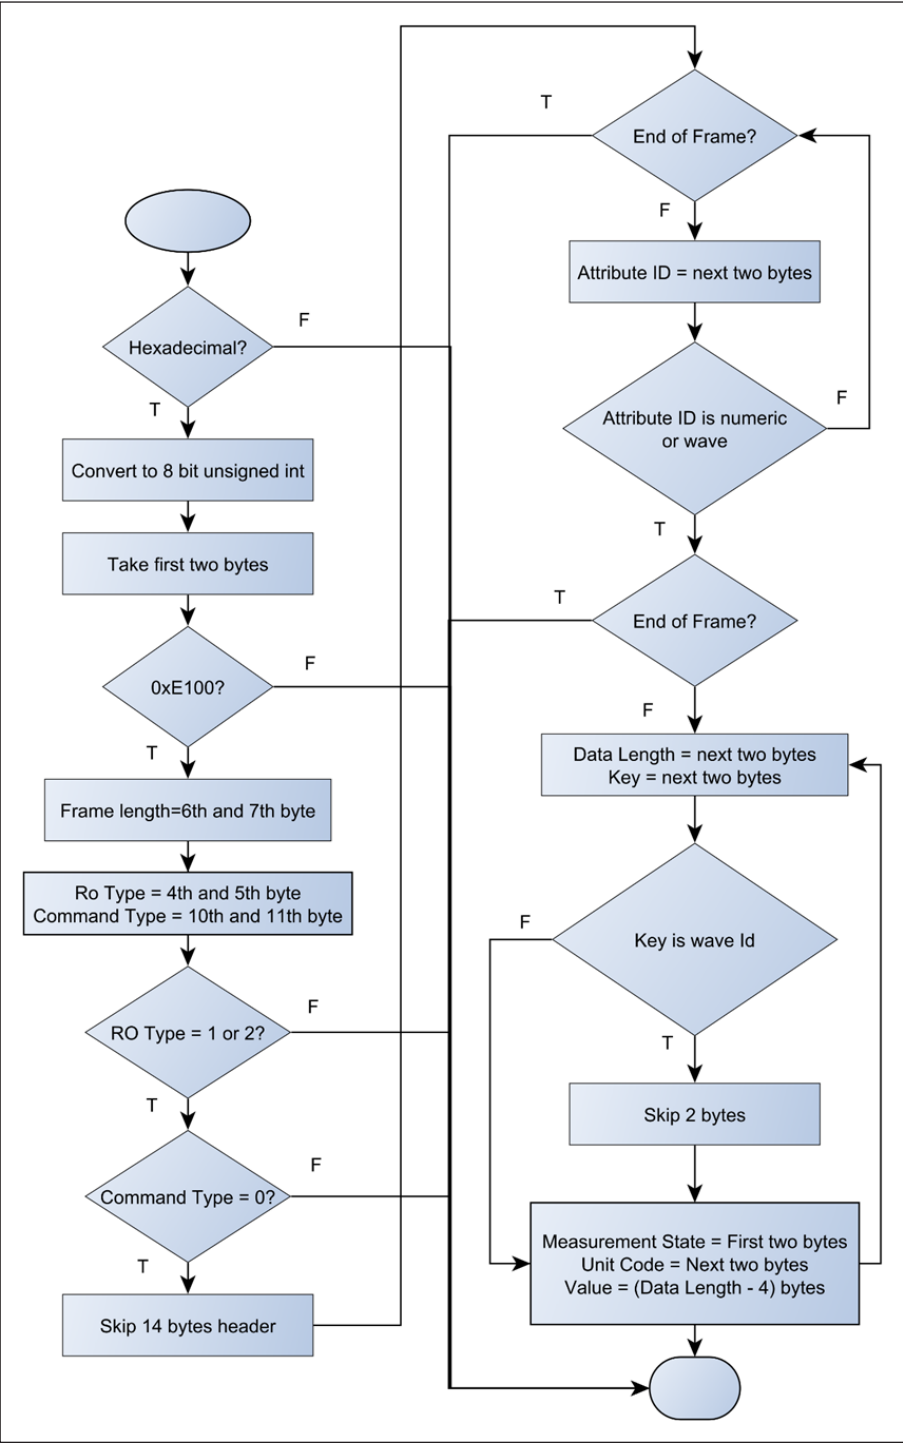 Hexadecimal?
F
T
Convert to 8 bit unsigned int
Take first two bytes
0xE100?
F
T
Frame length=6th and 7th byte
Ro Type = 4th and 5th byte
Command Type = 10th and 11th byte
RO Type = 1 or 2?
F
T
Command Type = 0?
F
T
Skip 14 bytes header
End of Frame?
T
F
Attribute ID = next two bytes
Attribute ID is numeric
or wave
F
T
End of Frame?
T
F
Data Length = next two bytes
Key = next two bytes
Key is wave Id
F
T
Skip 2 bytes
Measurement State = First two bytes
Unit Code = Next two bytes
Value = (Data Length - 4) bytes